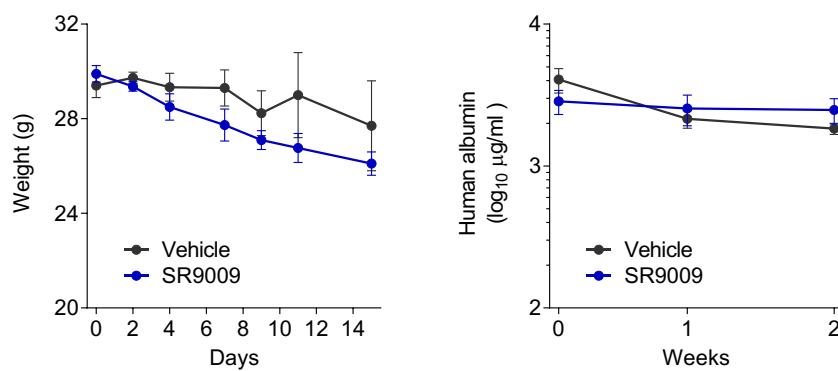 32
28
24
20
Weight (g)
Vehicle
SR9009
0 2 4 6 8 10 12 14
Days
4
3
2
Human albumin
(log10 μg/ml )
Vehicle
SR9009
0 1 2
Weeks